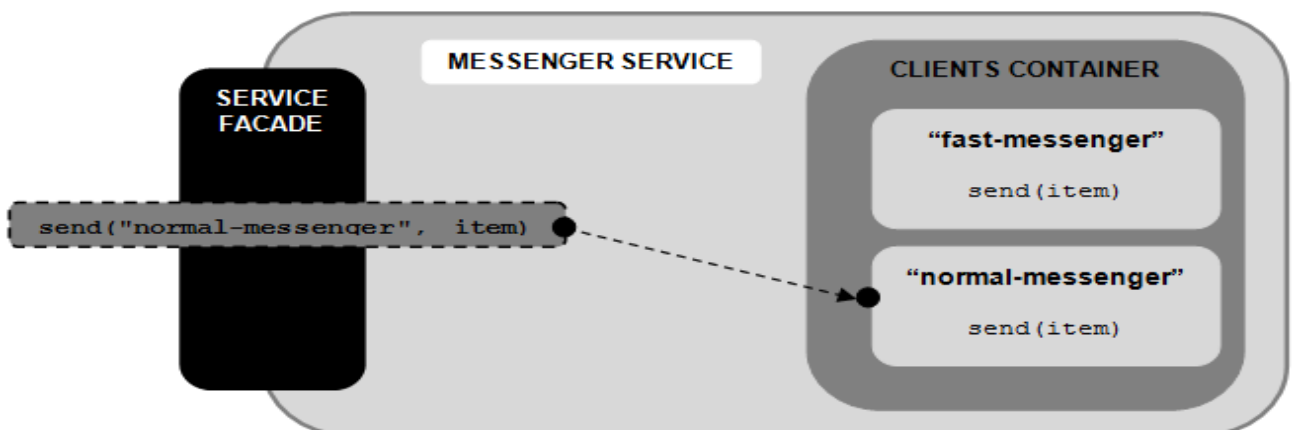 MESSENGER SERVICE
SERVICE
FACADE
send("normal-messenger", item)
CLIENTS CONTAINER
“fast-messenger”
send(item)
“normal-messenger”
send(item)